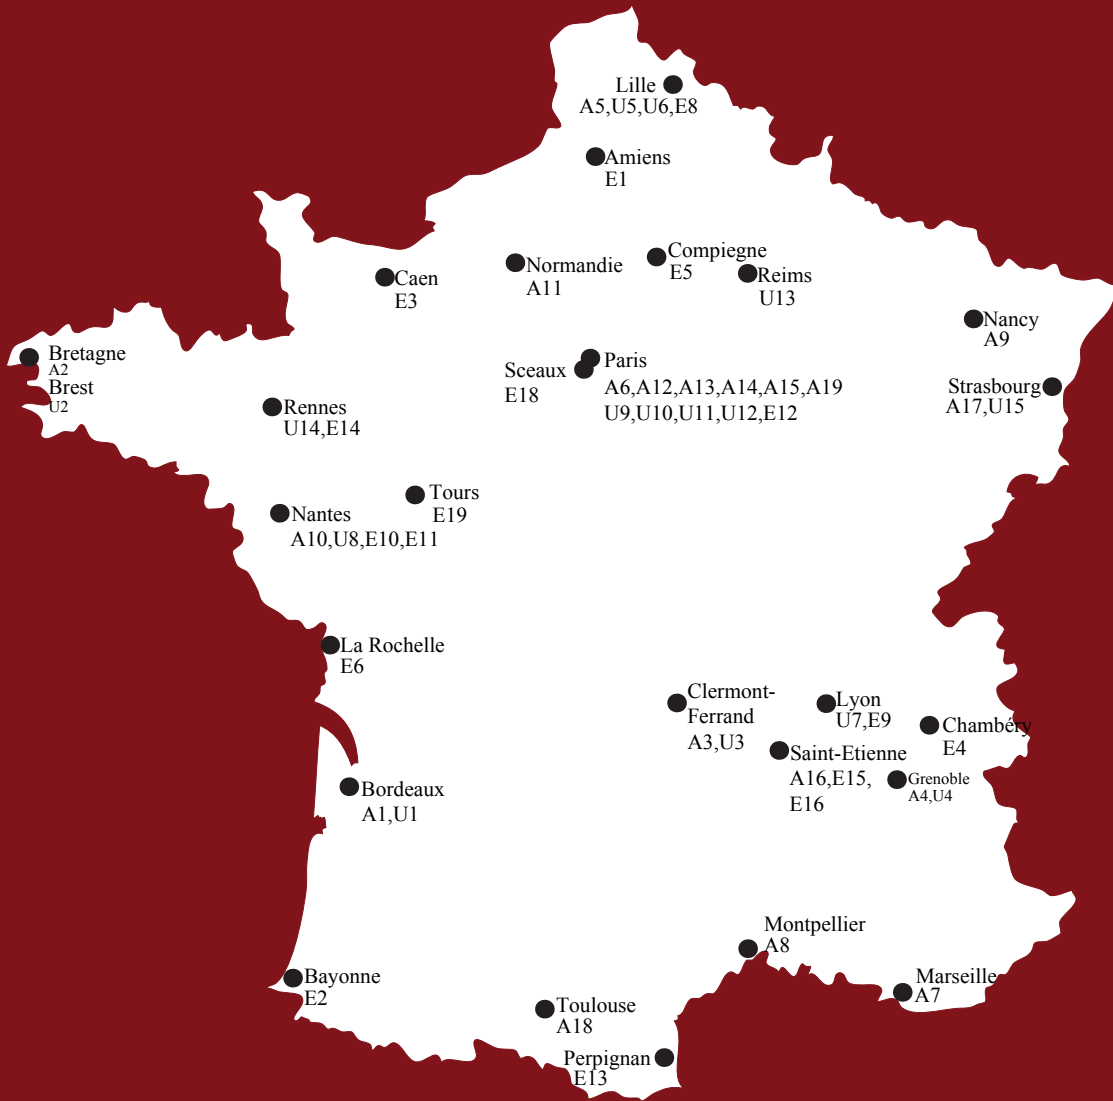 Lille
A5,U5,U6,E8
Amiens
E1
Compiegne
E5
Normandie
A11
Reims
U13
Caen
E3
Nancy
A9
Bretagne
A2
Brest
U2
Sceaux
E18
Paris
A6,A12,A13,A14,A15,A19
U9,U10,U11,U12,E12
Strasbourg
A17,U15
Rennes
U14,E14
Tours
E19
Nantes
A10,U8,E10,E11
La Rochelle
E6
Clermont-
Ferrand
A3,U3
Lyon
U7,E9
Chambéry
E4
Saint-Etienne
A16,E15,
E16
Grenoble
A4,U4
Bordeaux
A1,U1
Montpellier
A8
Bayonne
E2
Marseille
A7
Toulouse
A18
Perpignan
E13